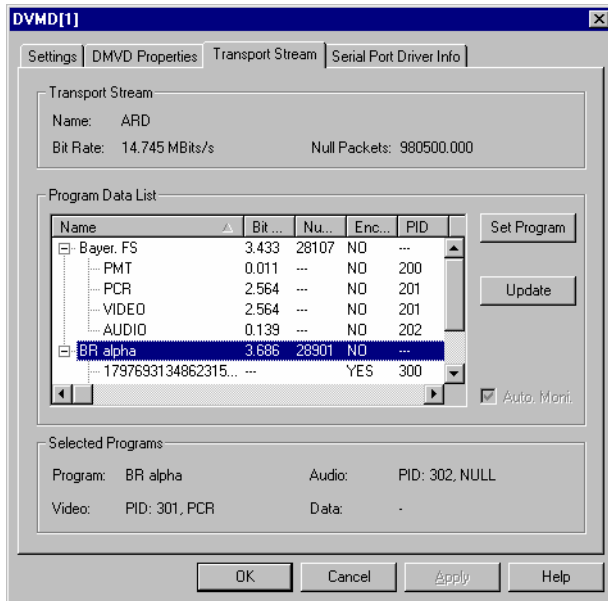 DVMD[1]
Settings DMVD Properties Transport Stream Serial Port Driver Info
Transport Stream
Name: ARD
Bit Rate: 14.745 MBits/s Null Packets: 980500.000
Program Data List
Name Bit ... Nu... Enc... PID
Bayer. FS 3.433 28107 NO ---
PMT 0.011 --- NO 200
PCR 2.564 --- NO 201
VIDEO 2.564 --- NO 201
AUDIO 0.139 --- NO 202
BR alpha 3.686 28901 NO ---
1797693134862315... --- YES 300
Set Program
Update
Auto. Moni.
Selected Programs
Program: BR alpha Audio: PID: 302, NULL
Video: PID: 301, PCR Data: -
OK Cancel Apply Help